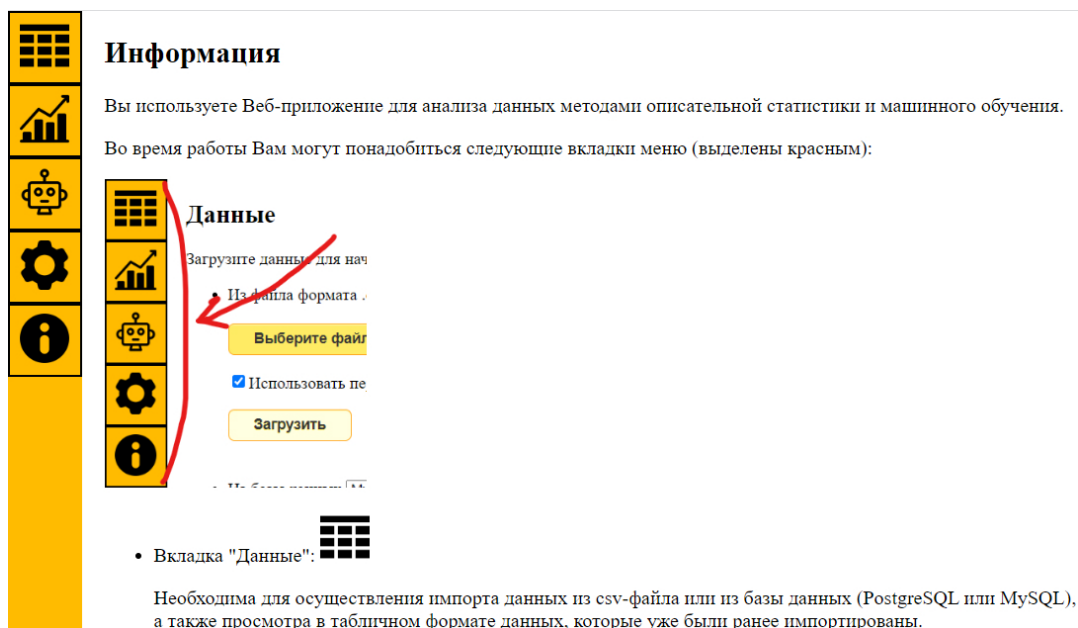 Информация
Вы используете Веб-приложение для анализа данных методами описательной статистики и машинного обучения.
Во время работы Вам могут понадобиться следующие вкладки меню (выделены красным):
Данные
Загрузите данные для нач
Из файла формата .
Выберите файл
Использовать пе
Загрузить
Вкладка "Данные":
Необходима для осуществления импорта данных из csv-файла или из базы данных (PostgreSQL или MySQL),
а также просмотра в табличном формате данных, которые уже были ранее импортированы.